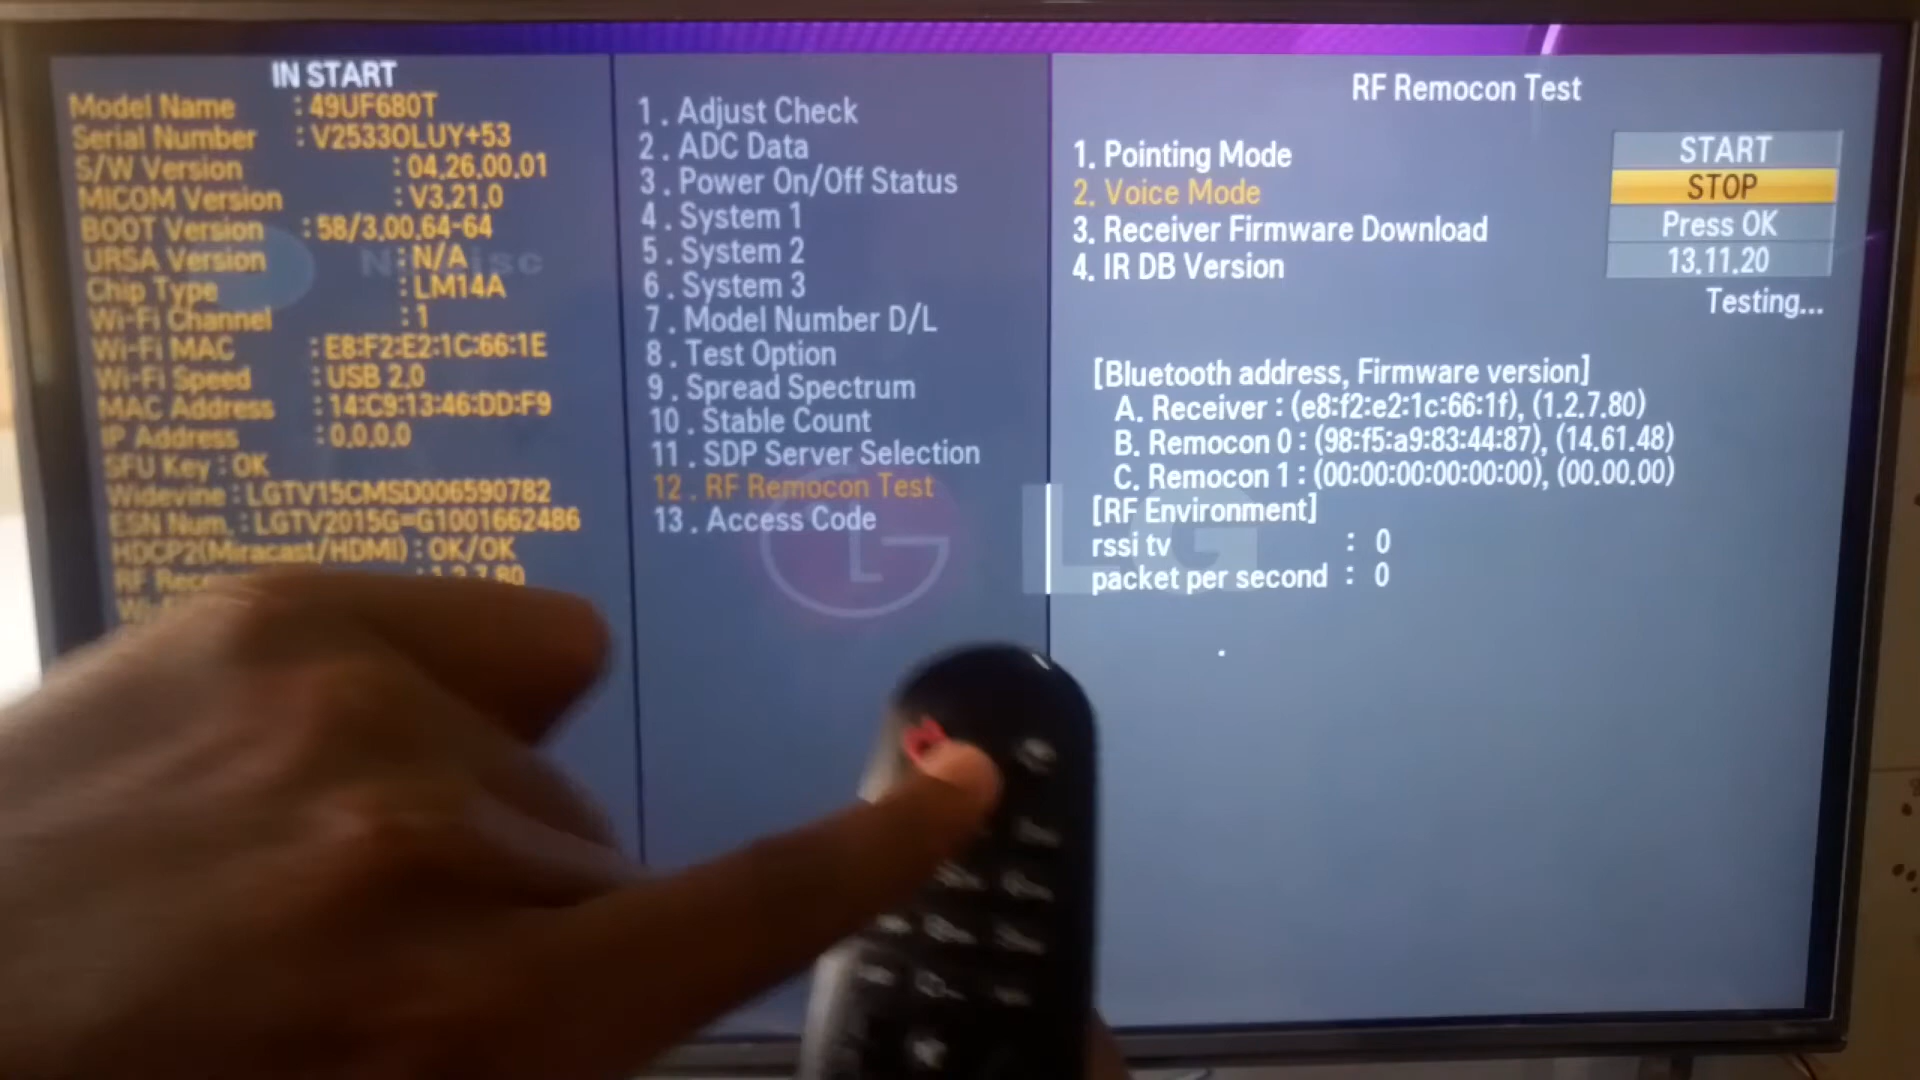 IN START
Model Name : 49UF680T
Serial Number : V2533OLUY+53
S/W Version : 04.26.00.01
MICOM Version : V3.21.0
BOOT Version : 58/3.00.64-64
URSA Version : N/A
Chip Type : LM14A
Wi-Fi Channel : 1
Wi-Fi MAC : E8:F2:E2:1C:66:1E
Wi-Fi Speed : USB 2.0
MAC Address : 14:C9:13:46:DD:F9
IP Address : 0.0.0.0
SFU Key : OK
Widevine : LGTV15CMSD006590782
ESN Num. : LGTV2015G=G1001662486
HDCP2(Miracast/HDMI) : OK/OK
RF : 1.2.7.80
1 . Adjust Check
2 . ADC Data
3 . Power On/Off Status
4 . System 1
5 . System 2
6 . System 3
7 . Model Number D/L
8 . Test Option
9 . Spread Spectrum
10 . Stable Count
11 . SDP Server Selection
12 . RF Remocon Test
13 . Access Code
LG
RF Remocon Test
1. Pointing Mode START
2. Voice Mode STOP
3. Receiver Firmware Download Press OK
4. IR DB Version 13.11.20
Testing...
[Bluetooth address, Firmware version]
A. Receiver : (e8:f2:e2:1c:66:1f), (1.2.7.80)
B. Remocon 0 : (98:f5:a9:83:44:87), (14.61.48)
C. Remocon 1 : (00:00:00:00:00:00), (00.00.00)
[RF Environment]
rssi tv : 0
packet per second : 0